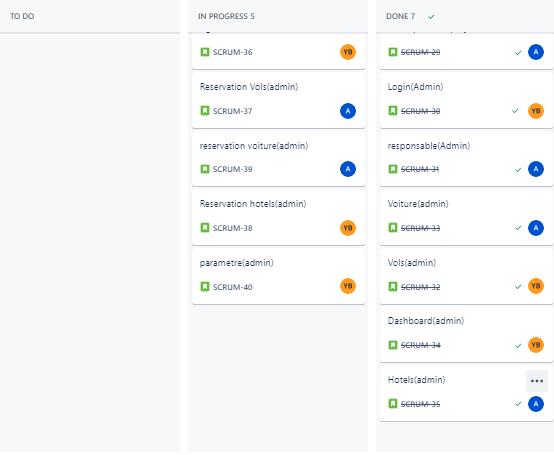 TO DO
IN PROGRESS 5
SCRUM-36
YB
Reservation Vols(admin)
SCRUM-37
A
reservation voiture(admin)
SCRUM-39
A
Reservation hotels(admin)
SCRUM-38
YB
parametre(admin)
SCRUM-40
YB
DONE 7
SCRUM-29
A
Login(Admin)
SCRUM-30
YB
responsable(Admin)
SCRUM-31
A
Voiture(admin)
SCRUM-33
A
Vols(admin)
SCRUM-32
YB
Dashboard(admin)
SCRUM-34
YB
Hotels(admin)
SCRUM-35
A